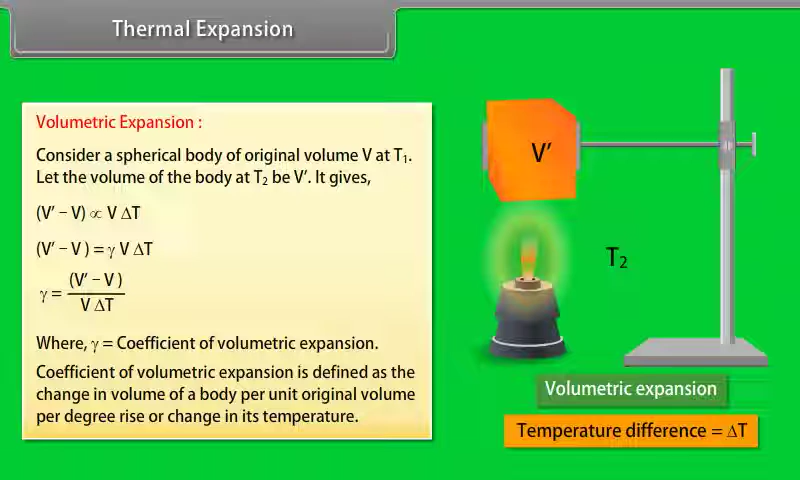 Thermal Expansion
Volumetric Expansion :
Consider a spherical body of original volume V at T₁.
Let the volume of the body at T₂ be V′. It gives,
(V′ – V) ∝ V ΔT
(V′ – V ) = γ V ΔT
γ = (V′ – V ) / V ΔT
Where, γ = Coefficient of volumetric expansion.
Coefficient of volumetric expansion is defined as the
change in volume of a body per unit original volume
per degree rise or change in its temperature.
V′
T₂
Volumetric expansion
Temperature difference = ΔT